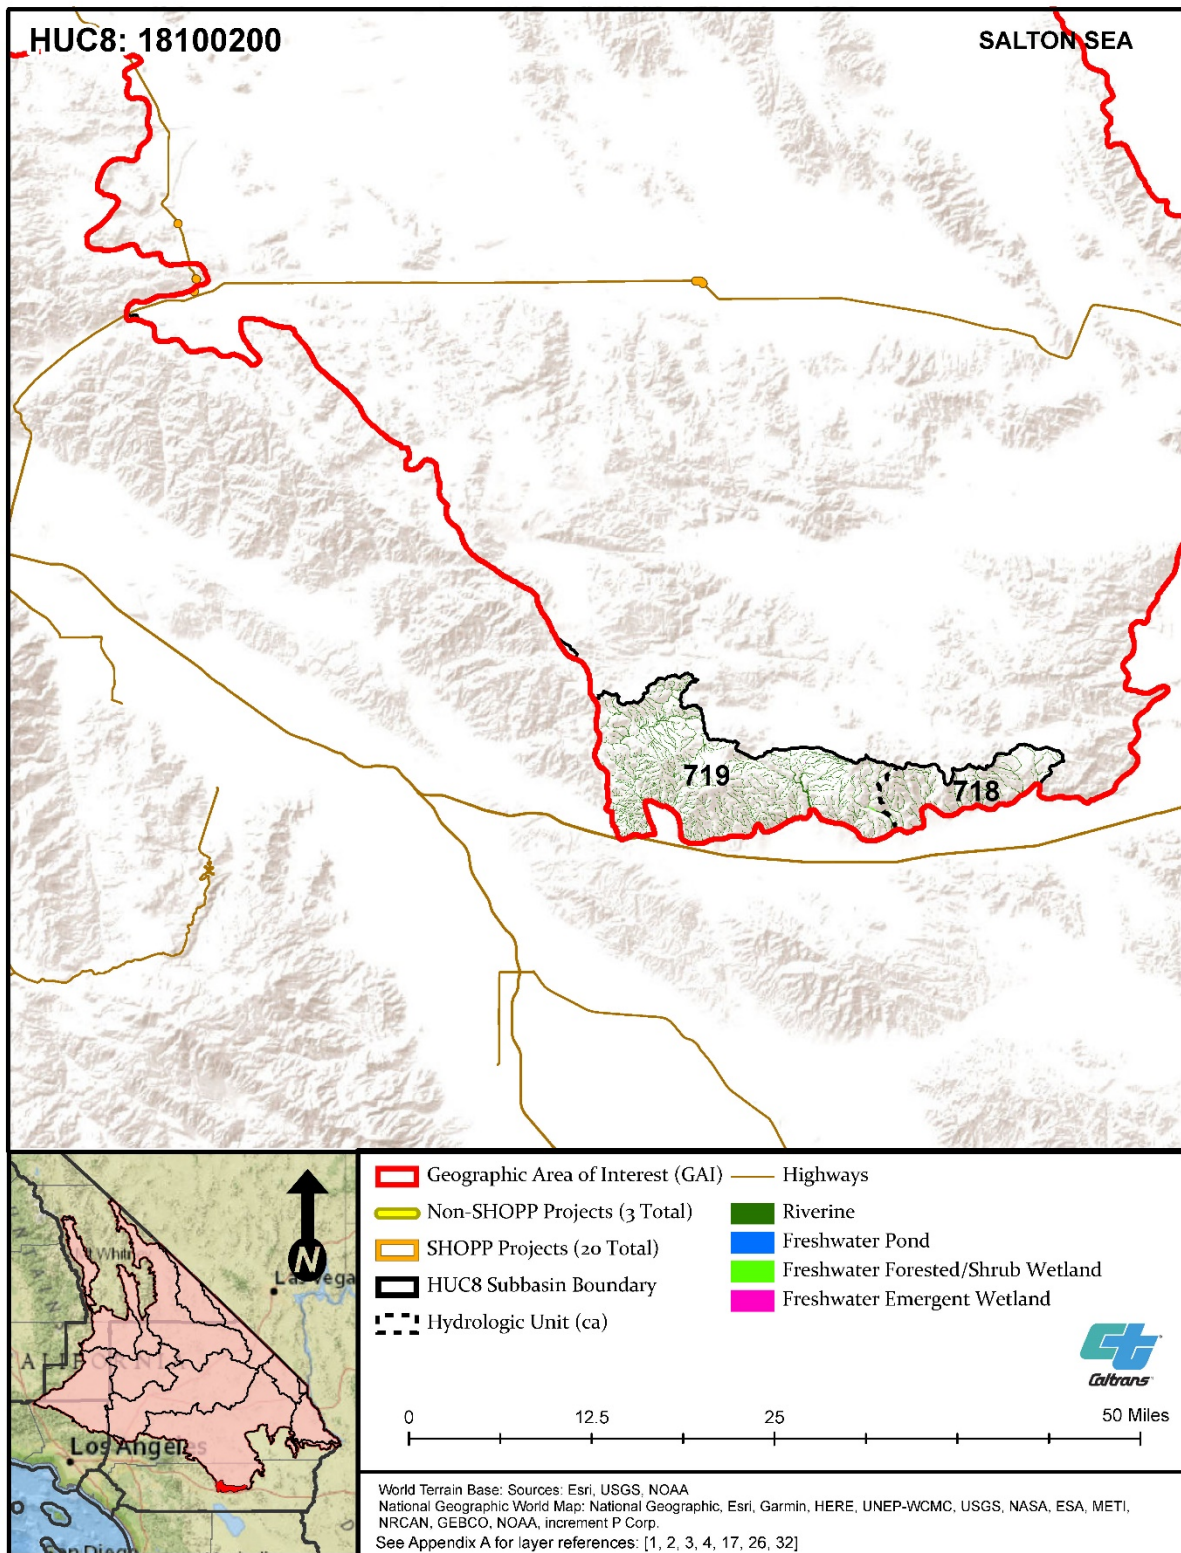 HUC8: 18100200
SALTON SEA
719
718
Geographic Area of Interest (GAI)
Non-SHOPP Projects (3 Total)
SHOPP Projects (20 Total)
HUC8 Subbasin Boundary
Hydrologic Unit (ca)
Highways
Riverine
Freshwater Pond
Freshwater Forested/Shrub Wetland
Freshwater Emergent Wetland
Caltrans
0 12.5 25 50 Miles
N
Los Angeles
San Diego
World Terrain Base: Sources: Esri, USGS, NOAA
National Geographic World Map: National Geographic, Esri, Garmin, HERE, UNEP-WCMC, USGS, NASA, ESA, METI,
NRCAN, GEBCO, NOAA, increment P Corp.
See Appendix A for layer references: [1, 2, 3, 4, 17, 26, 32]